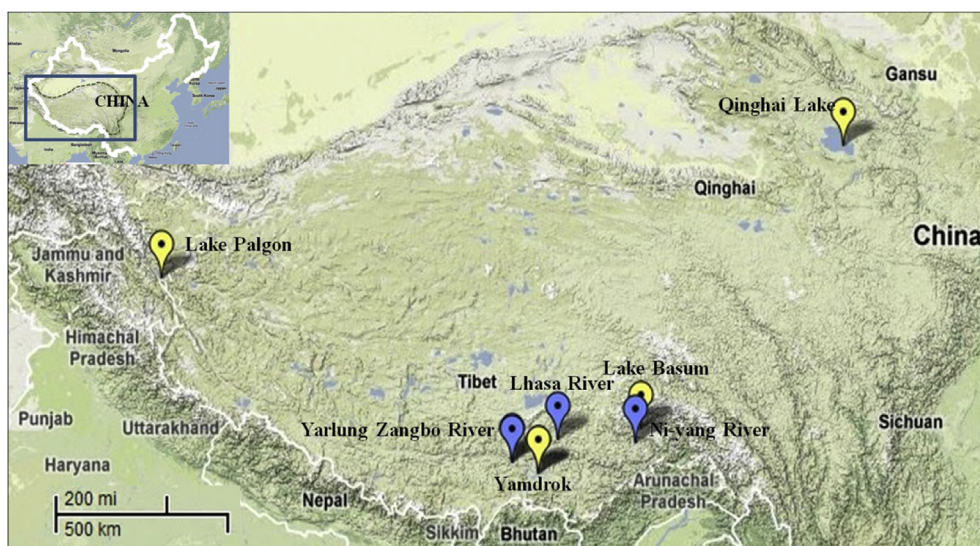 Mongolia
CHINA
India
Gansu
Qinghai Lake
Qinghai
China
Lake Palgon
Jammu and
Kashmir
Himachal
Pradesh
Lake Basum
Tibet
Lhasa River
Punjab
Uttarakhand
Yarlung Zangbo River
Ni-yang River
Sichuan
Haryana
Yamdrok
Arunachal
Pradesh
200 mi
500 km
Nepal
Sikkim
Bhutan